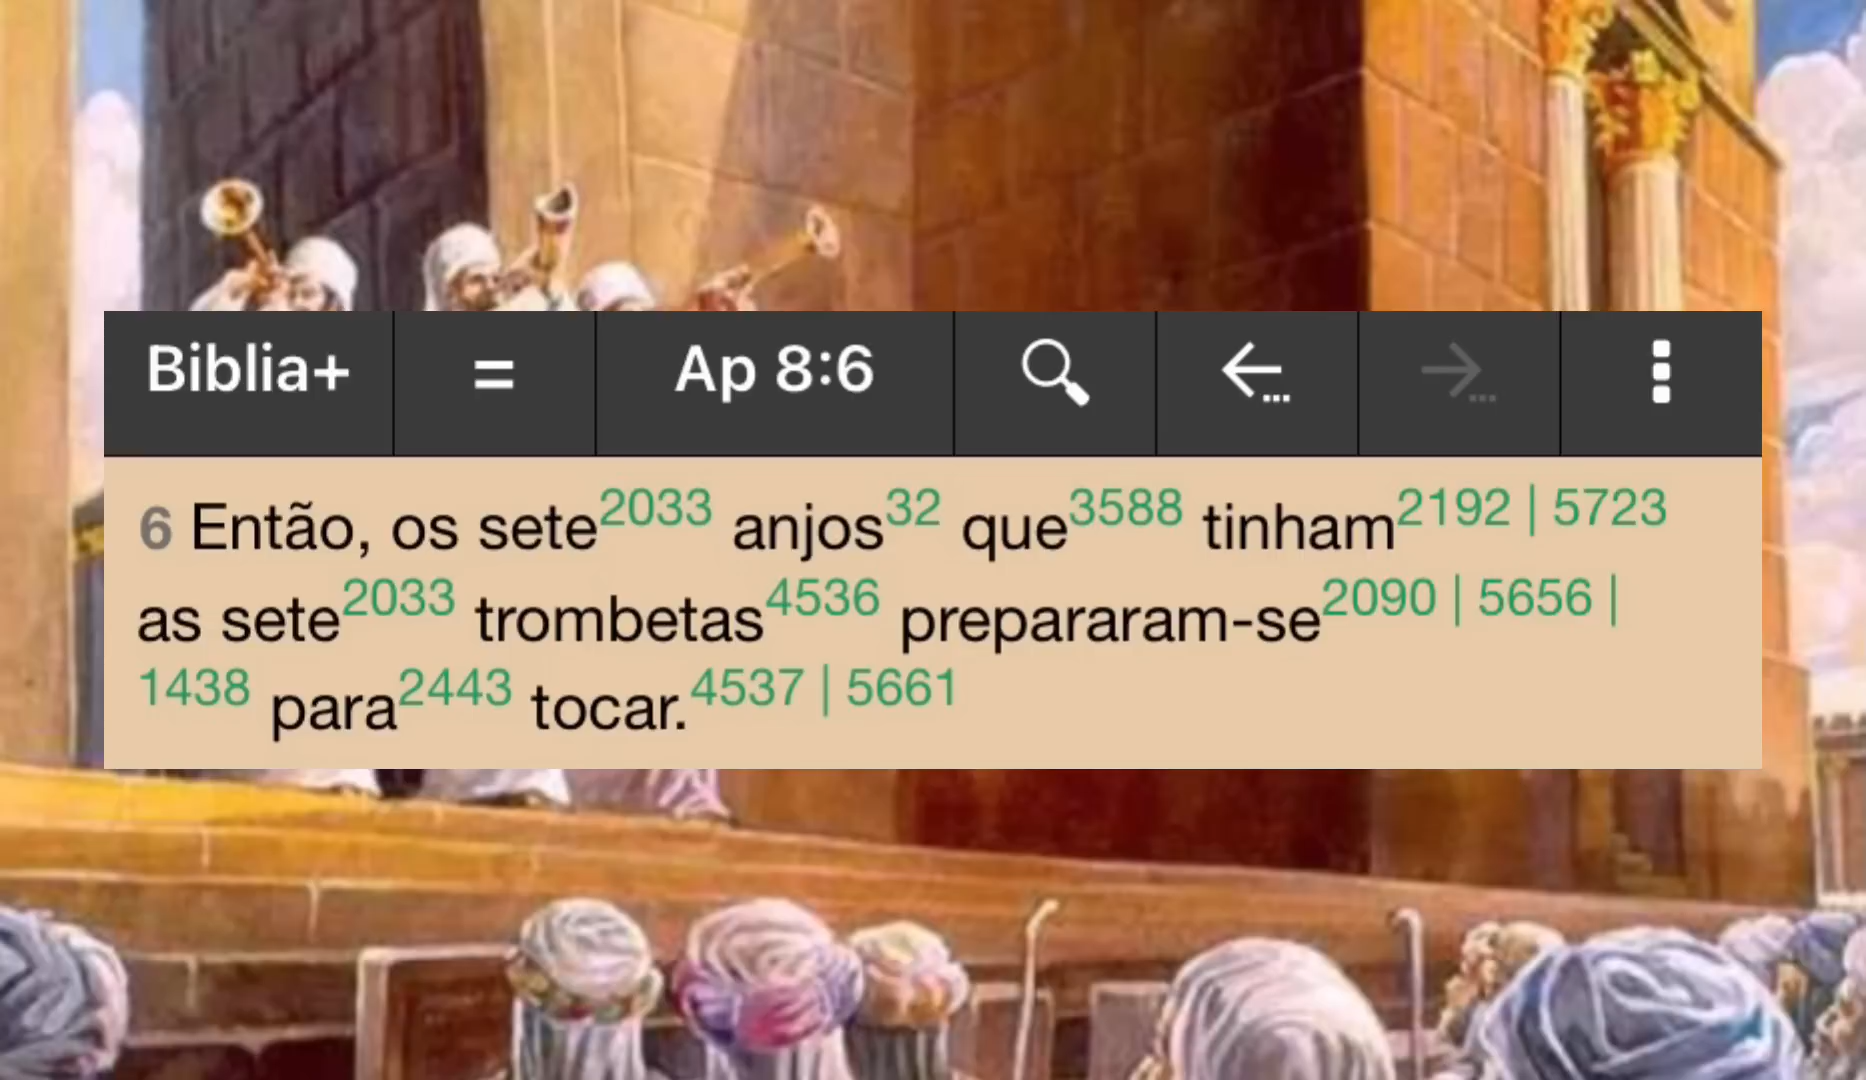 Biblia+ = Ap 8:6
6 Então, os sete2033 anjos32 que3588 tinham2192 | 5723
as sete2033 trombetas4536 prepararam-se2090 | 5656 |
1438 para2443 tocar.4537 | 5661